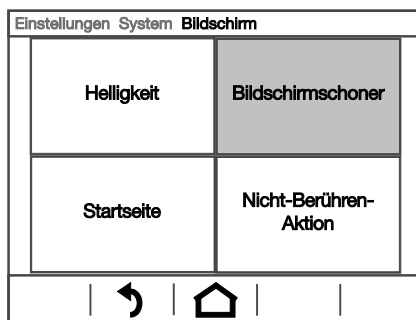 Einstellungen System Bildschirm
Helligkeit
Bildschirmschoner
Startseite
Nicht-Berühren-
Aktion